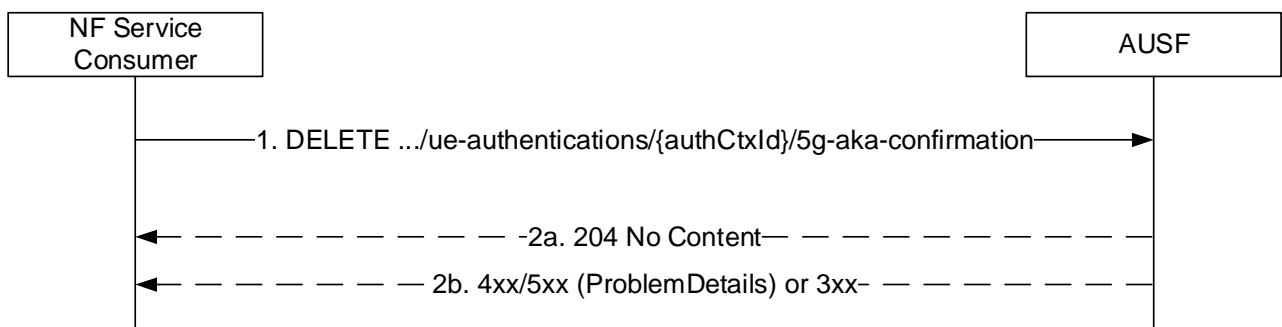 NF Service
Consumer
AUSF
1. DELETE .../ue-authentications/{authCtxId}/5g-aka-confirmation
2a. 204 No Content
2b. 4xx/5xx (ProblemDetails) or 3xx